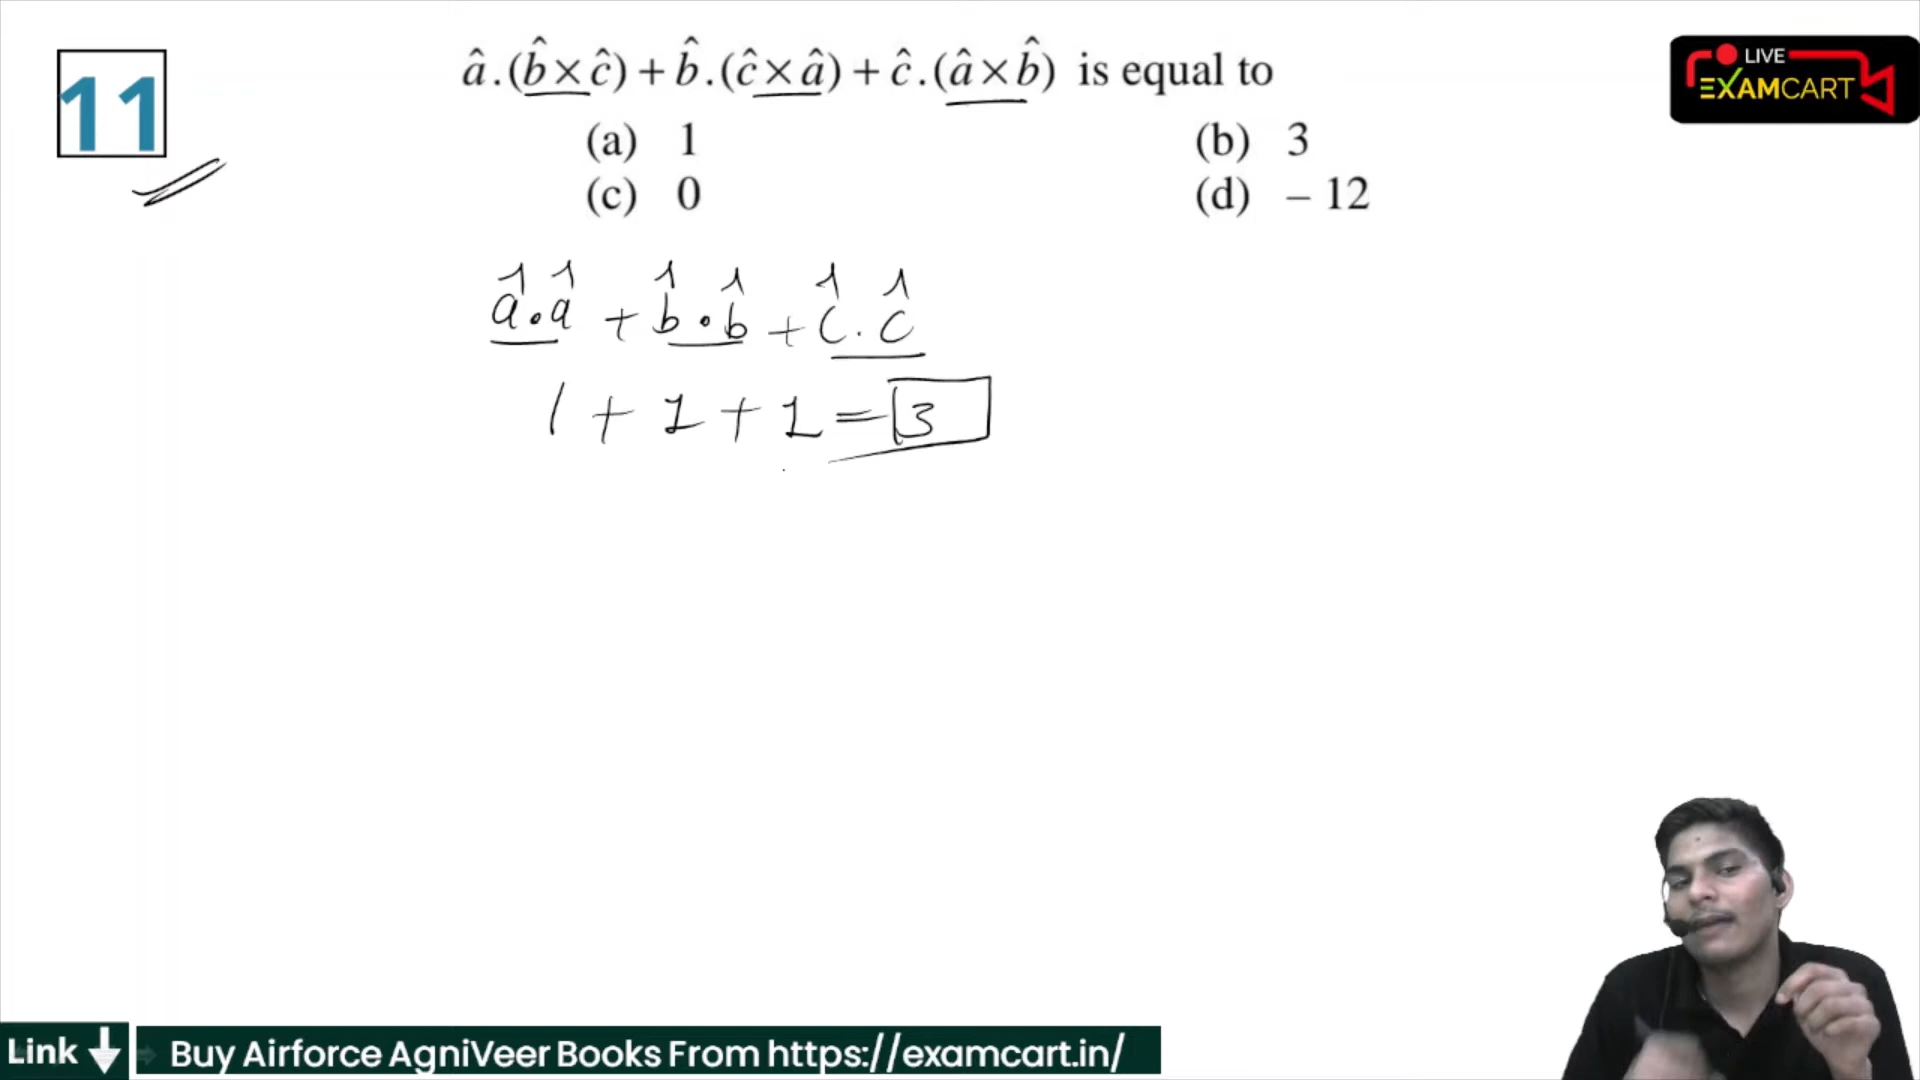 11
â.(b̂×ĉ)+b̂.(ĉ×â)+ĉ.(â×b̂) is equal to
(a) 1 (b) 3
(c) 0 (d) – 12
LIVE
EXAMCART
â.â + b̂.b̂ + ĉ.ĉ
1 + 1 + 1 = 3
Link
Buy Airforce AgniVeer Books From https://examcart.in/